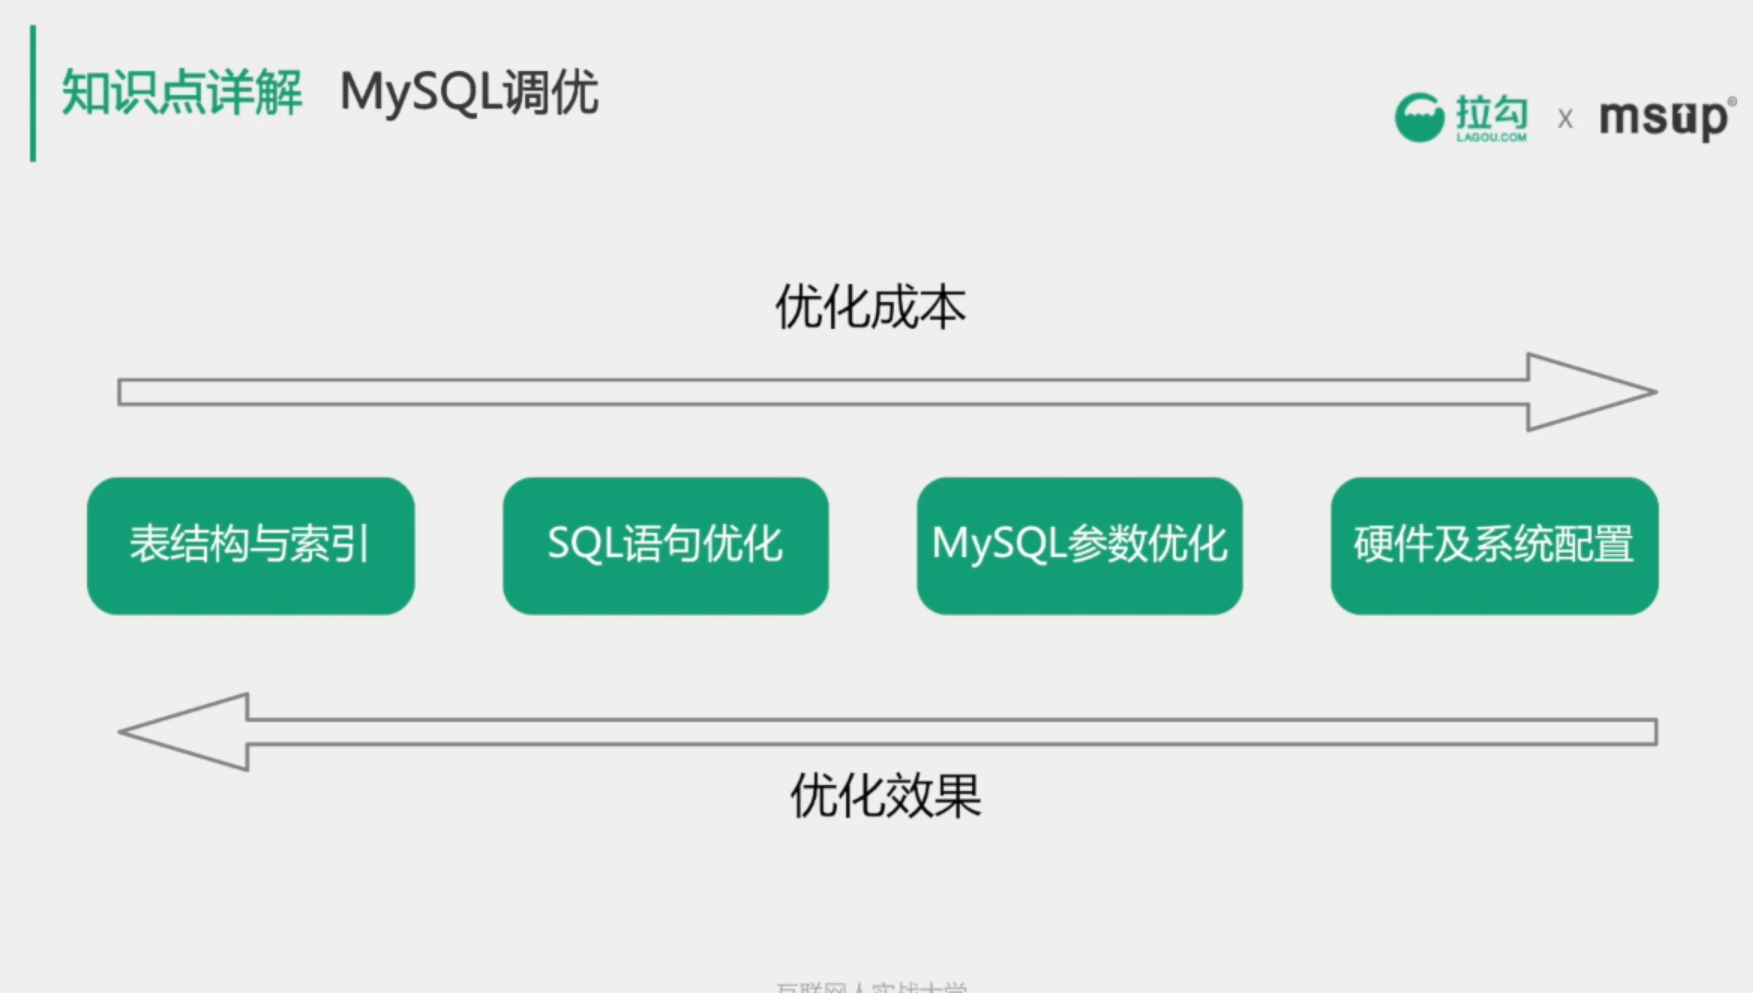 知识点详解 MySQL调优
拉勾 x msup®
LAGOU.COM
优化成本
表结构与索引 SQL语句优化 MySQL参数优化 硬件及系统配置
优化效果
互联网人实战大学